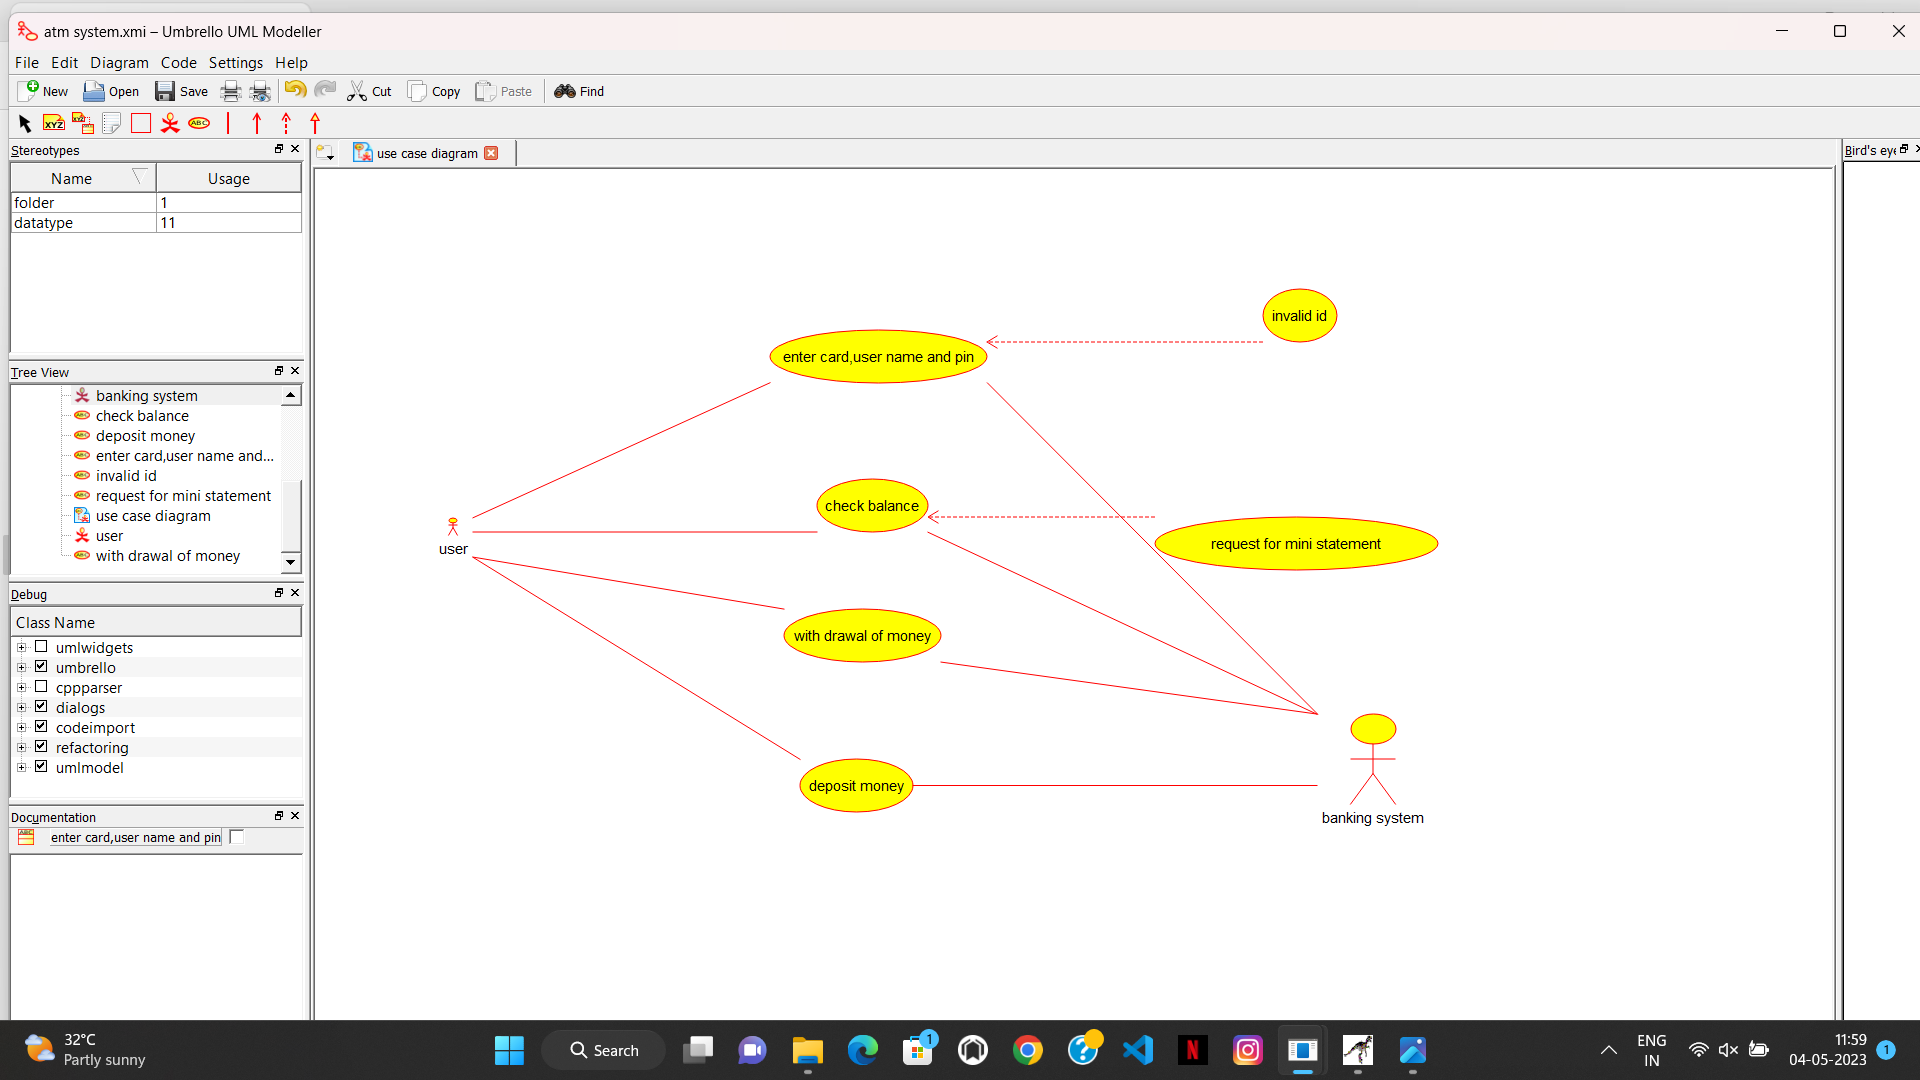 atm system.xmi – Umbrello UML Modeller
File Edit Diagram Code Settings Help
New Open Save Cut Copy Paste Find
XYZ XYZ ABC
Stereotypes
Name Usage
folder 1
datatype 11
use case diagram
Bird's eye
Tree View
banking system
check balance
deposit money
enter card,user name and...
invalid id
request for mini statement
use case diagram
user
with drawal of money
Debug
Class Name
umlwidgets
umbrello
cppparser
dialogs
codeimport
refactoring
umlmodel
Documentation
enter card,user name and pin
invalid id
enter card,user name and pin
check balance
request for mini statement
user
with drawal of money
deposit money
banking system
32°C
Partly sunny
Search
1
N
ENG
IN
11:59
04-05-2023
1